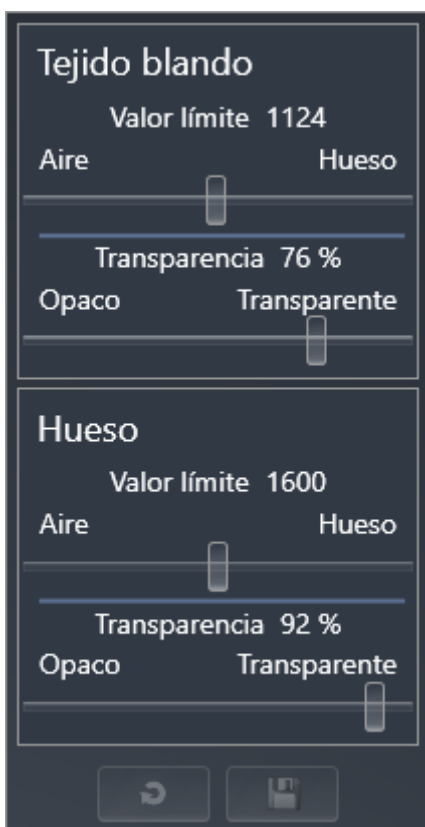 Tejido blando
Valor límite 1124
Aire Hueso
Transparencia 76 %
Opaco Transparente
Hueso
Valor límite 1600
Aire Hueso
Transparencia 92 %
Opaco Transparente